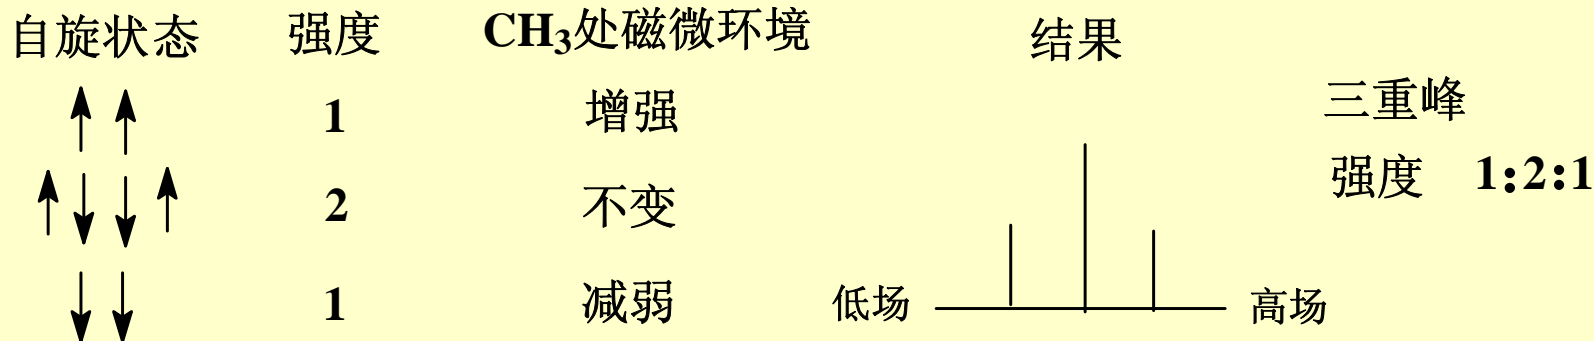 自旋状态 强度 CH₃处磁微环境 结果
三重峰
1 增强
强度 1:2:1
2 不变
1 减弱 低场 高场